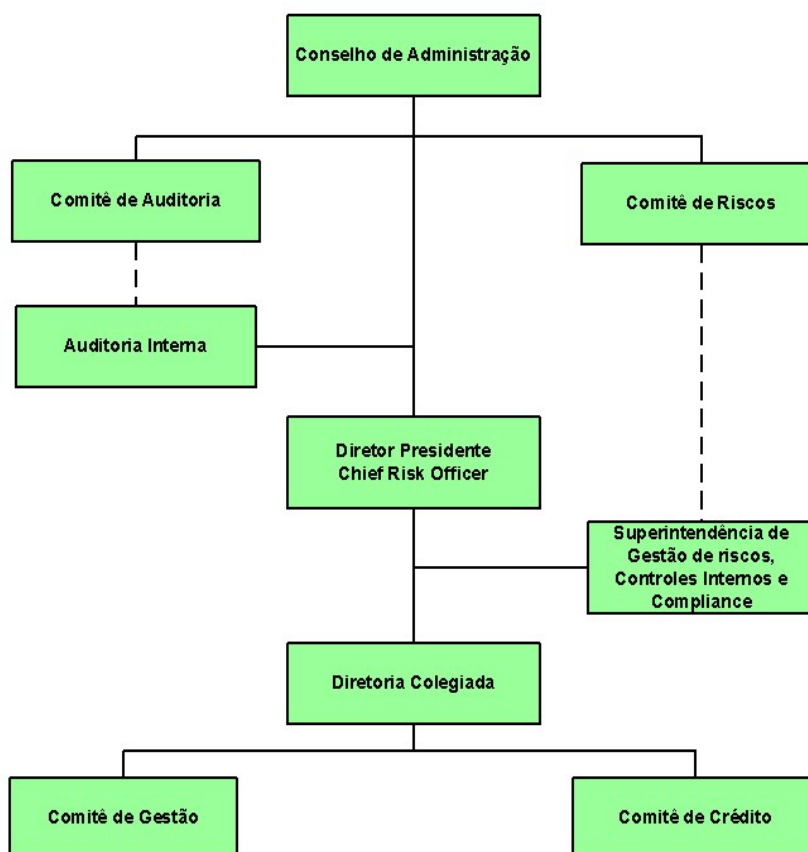 Conselho de Administração
Comitê de Auditoria
Comitê de Riscos
Auditoria Interna
Diretor Presidente
Chief Risk Officer
Superintendência de
Gestão de riscos,
Controles Internos e
Compliance
Diretoria Colegiada
Comitê de Gestão
Comitê de Crédito